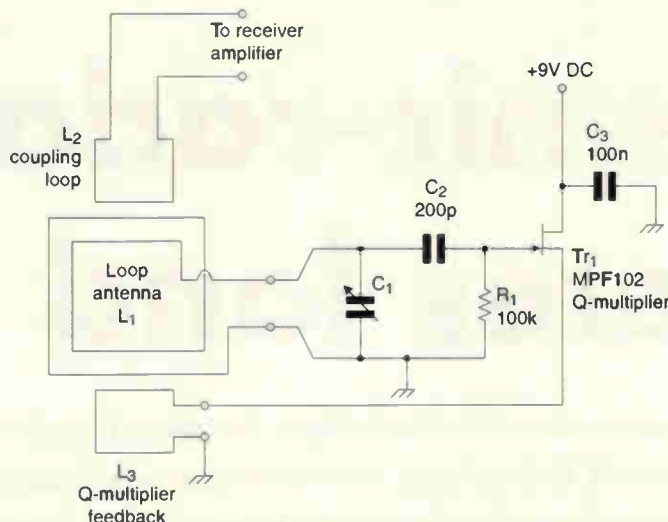 To receiver
amplifier
+9V DC
L2
coupling
loop
C3
100n
C2
200p
Loop
antenna
L1
C1
R1
100k
Tr1
MPF102
Q-multiplier
L3
Q-multiplier
feedback